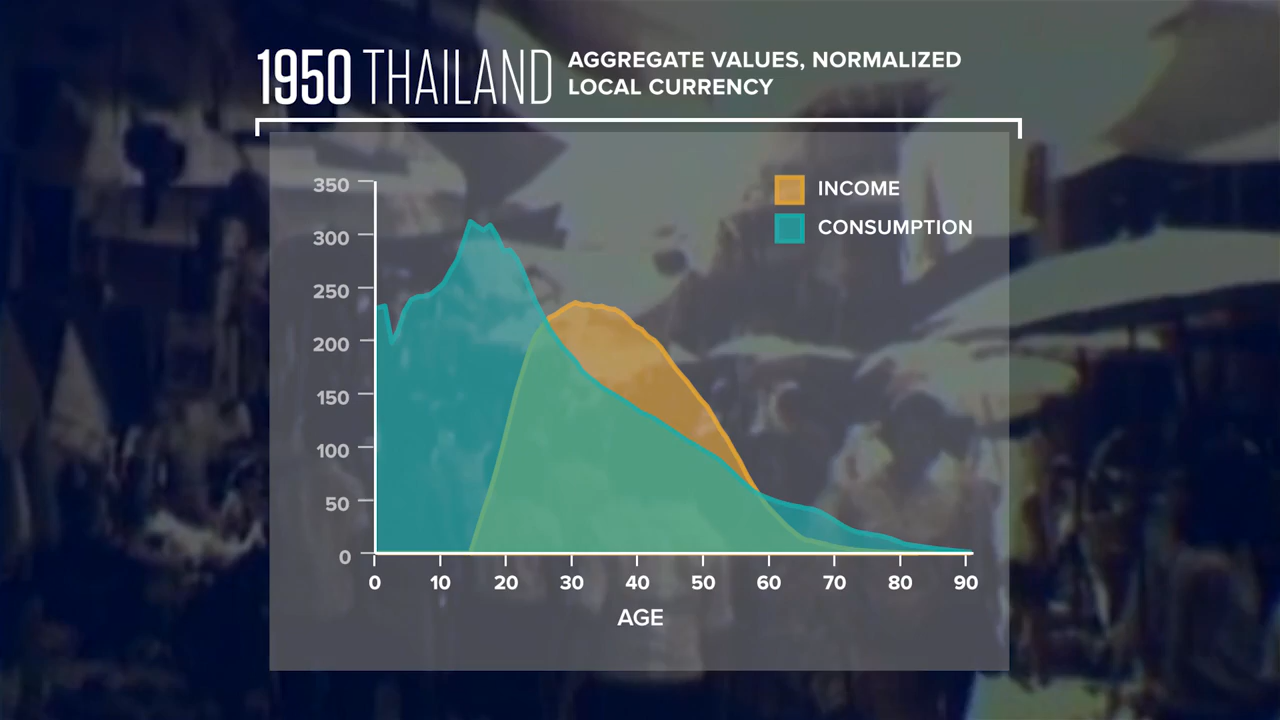 1950 THAILAND
AGGREGATE VALUES, NORMALIZED
LOCAL CURRENCY
INCOME
CONSUMPTION
350
300
250
200
150
100
50
0
0 10 20 30 40 50 60 70 80 90
AGE